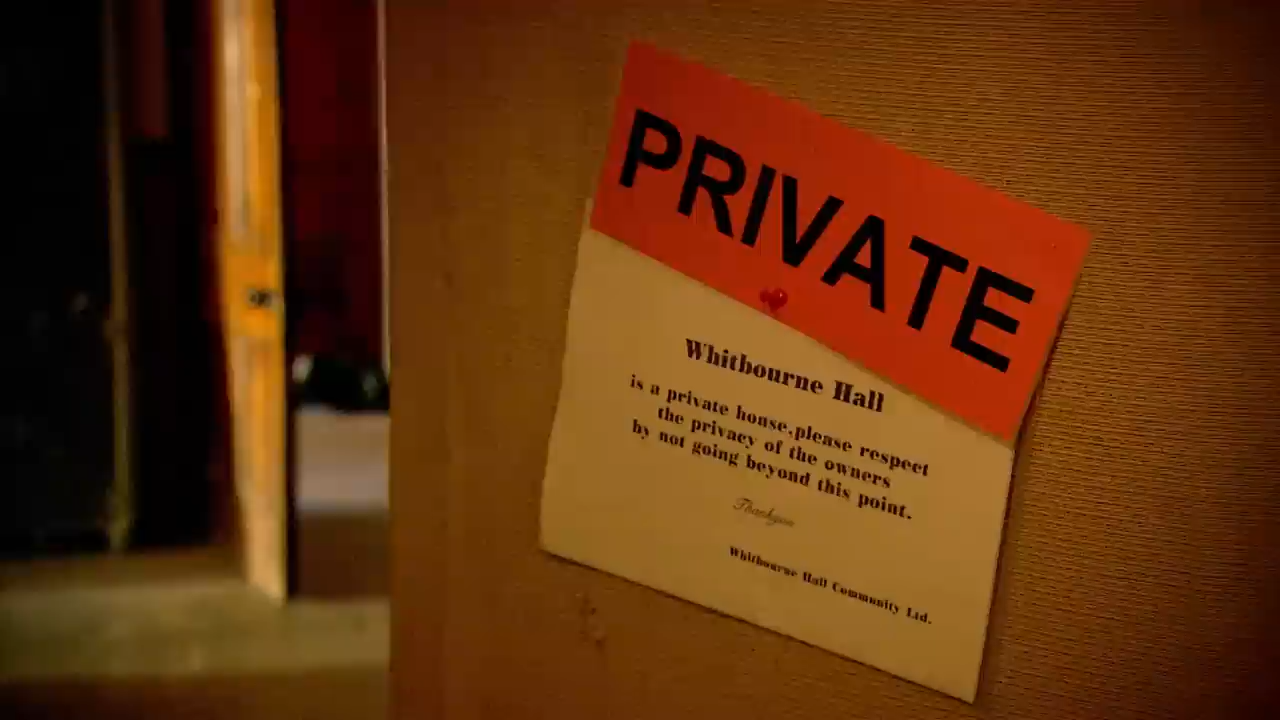 PRIVATE
Whitbourne Hall
is a private house,please respect
the privacy of the owners
by not going beyond this point.
Thankyou
Whitbourne Hall Community Ltd.